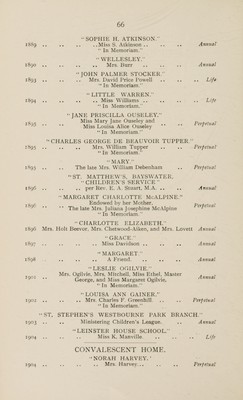 66
"SOPHIE H. ATKINSON."
1889 .. .. .. ..Miss S. Atkinson .. .. .. Annual
"In Memoriam."
"WELLESLEY."
1890 .. .. .. .. Mrs. Burr .. .. .. Annual
"JOHN PALMER STOCKER."
1893 .. .. .. Mrs. David Price Powell .. .. Life
"In Memoriam."
"LITTLE WARREN."
1894 .. .. .. .. Miss Williams .. .. .. Life
"In Memoriam."
"JANE PRISCILLA OUSELEY."
Miss Mary Jane Ouseley and
1895 .. .. .. Miss Louisa Alice Ouseley .. .. Perpetual
"In Memoriam."
"CHARLES GEORGE DE BEAUVOIR TUPPER."
1895 .. .. .. Mrs. William Tupper .. .. Perpetual
"In Memoriam."
"MARY."
1895 .. .. The late Mrs. William Debenham .. Perpetual
"ST. MATTHEW'S, BAYSWATER,
CHILDREN'S SERVICE"
1896 .. .. .. per Rev. E. A. Stuart, M.A. .. .. Annual
"MARGARET CHARLOTTE McALPINE."
Endowed by her Mother,
1896 .. .. The late Mrs. Juliana Josephine McAlpine .. Perpetual
"In Memoriam."
"CHARLOTTE ELIZABETH."
1896 Mrs. Holt Beever, Mrs. Chetwood-Aiken, and Mrs. Lovett Annual
"GRACE."
1897 .. .. .. .. Miss Davidson .. .. .. Annual
"MARGARET."
1898 .. .. .. .. A Friend. .. .. .. Annual
"LESLIE OGILVIE"
Mrs. Ogilvie, Mrs. Mitchell, Miss Ethel, Master
1901 .. .. George, and Miss Margaret Ogilvie, .. Annual
"In Memoriam."
"LOUISA ANN GAINER,"
1902 .. .. .. Mrs. Charles F. Greenhill. .. .. Perpetual
"In Memoriam."
"ST. STEPHEN'S WESTBOURNE PARK BRANCH."
1903 .. .. Ministering Children's League. .. .. Annual
"LEINSTER HOUSE SCHOOL."
1904 .. .. .. .. Miss K. Manville. .. .. .. Life
CONVALESCENT HOME.
"NORAH HARVEY."
1904 .. .. .. .. Mrs. Harvey... .. .. Perpetual